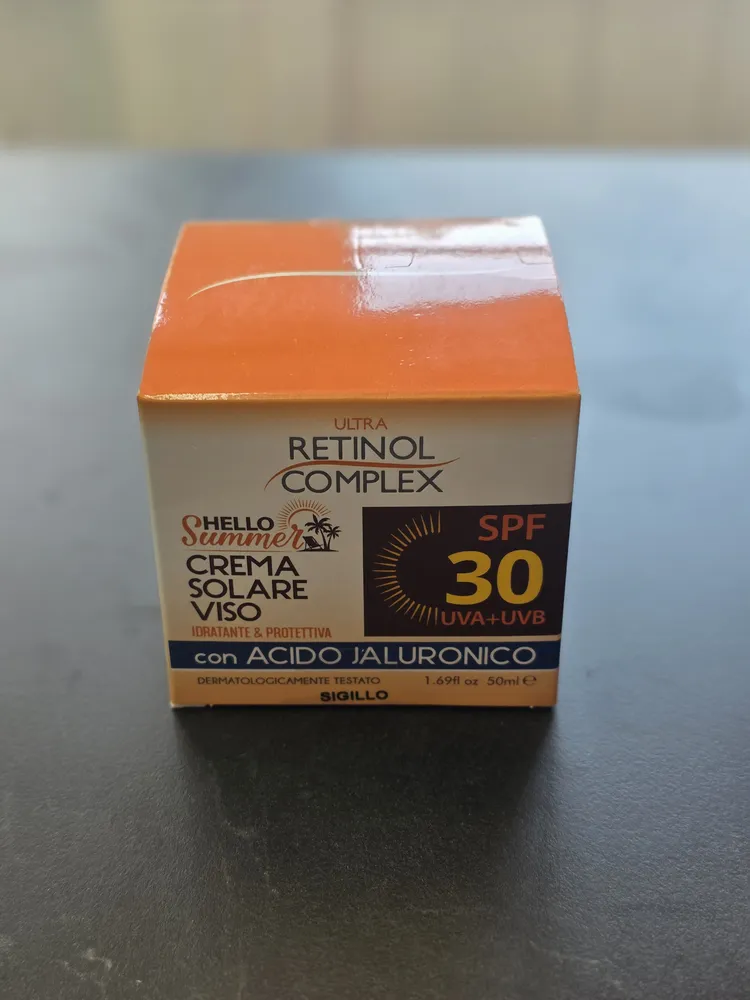 ULTRA
RETINOL
COMPLEX
HELLO
Summer
CREMA
SOLARE
VISO
IDRATANTE & PROTETTIVA
SPF
30
UVA+UVB
con ACIDO JALURONICO
DERMATOLOGICAMENTE TESTATO
1.69fl oz 50ml ℮
SIGILLO